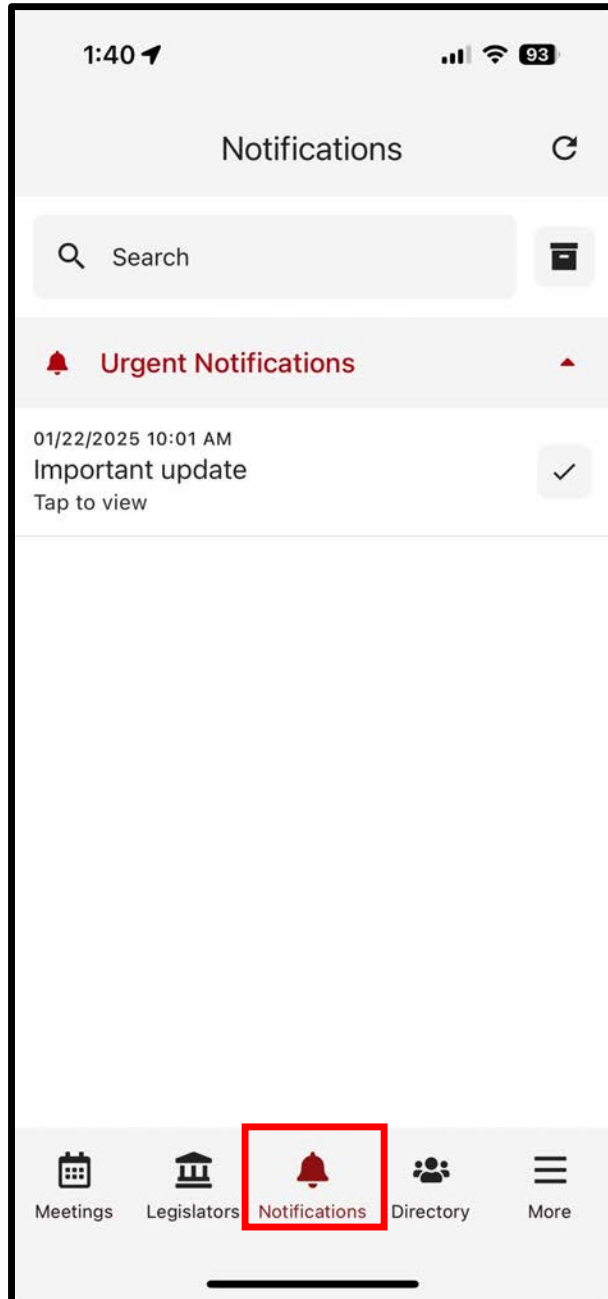 1:40
93
Notifications
Search
Urgent Notifications
01/22/2025 10:01 AM
Important update
Tap to view
Meetings Legislators Notifications Directory More